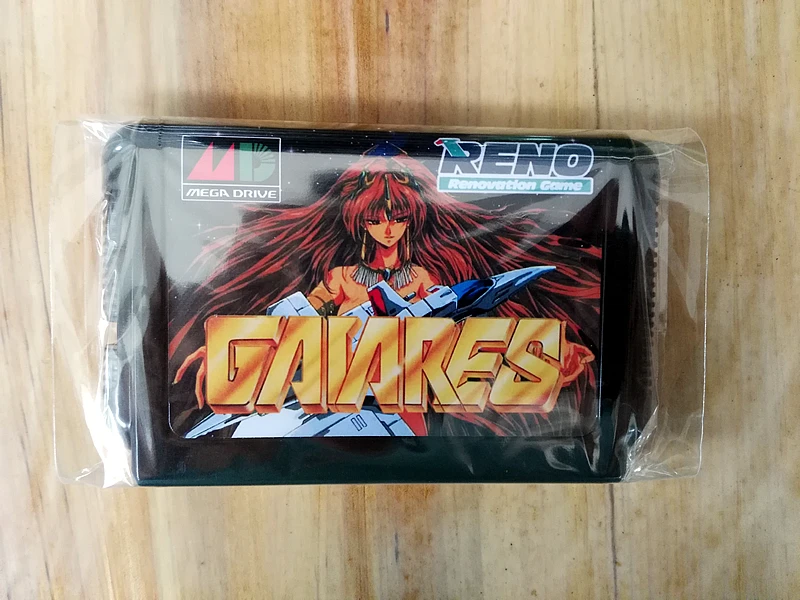 MD
MEGA DRIVE
RENO
Renovation Game
GAIARES